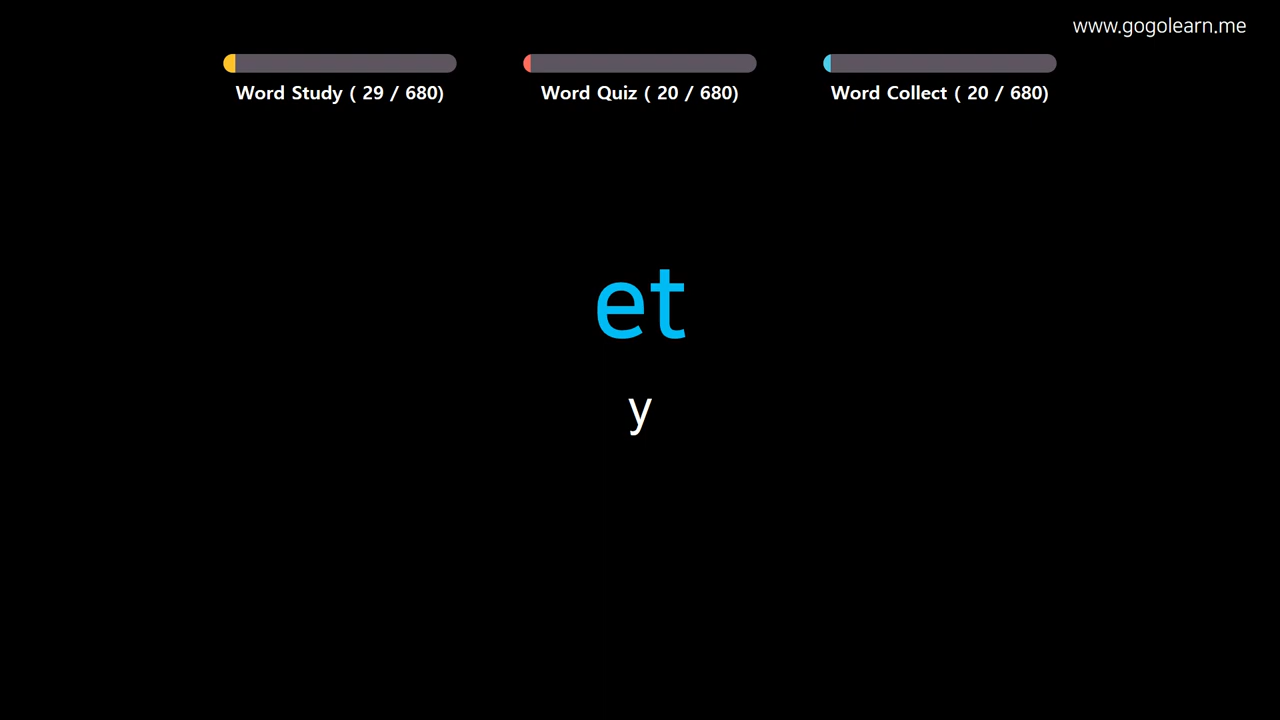 www.gogolearn.me
Word Study ( 29 / 680)
Word Quiz ( 20 / 680)
Word Collect ( 20 / 680)
et
y